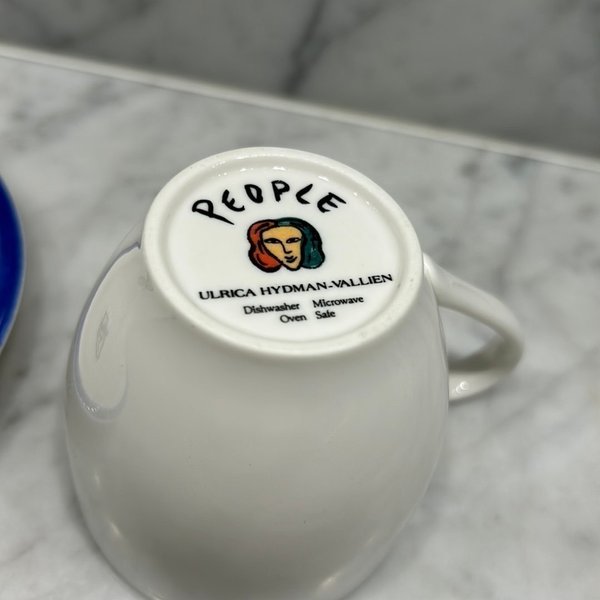 PEOPLE
ULRICA HYDMAN-VALLIEN
Dishwasher Microwave
Oven Safe